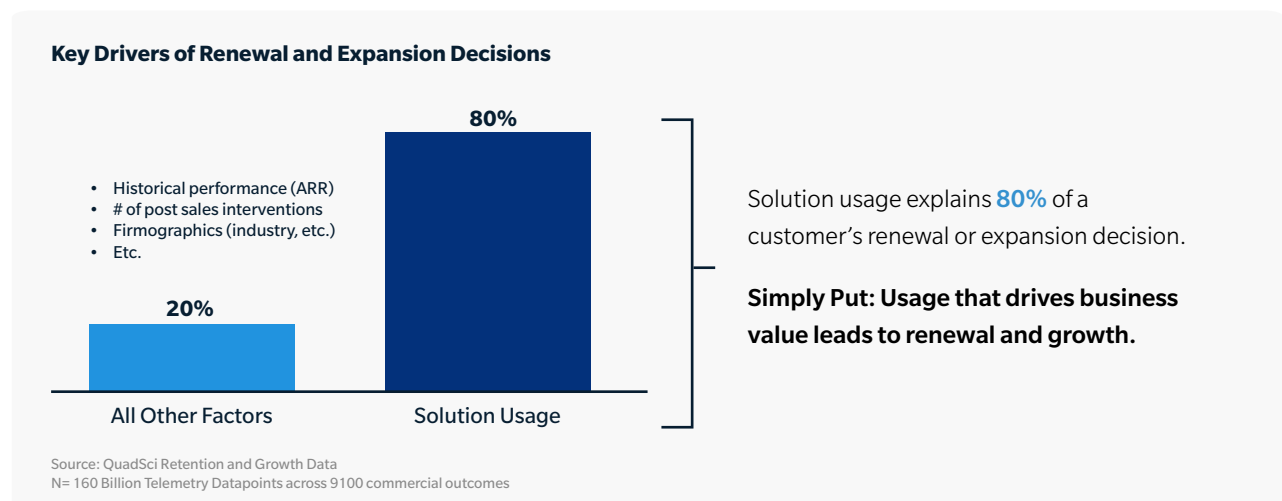 Key Drivers of Renewal and Expansion Decisions
80%
• Historical performance (ARR)
• # of post sales interventions
• Firmographics (industry, etc.)
• Etc.
20%
All Other Factors
Solution Usage
Solution usage explains 80% of a
customer's renewal or expansion decision.
Simply Put: Usage that drives business
value leads to renewal and growth.
Source: QuadSci Retention and Growth Data
N= 160 Billion Telemetry Datapoints across 9100 commercial outcomes